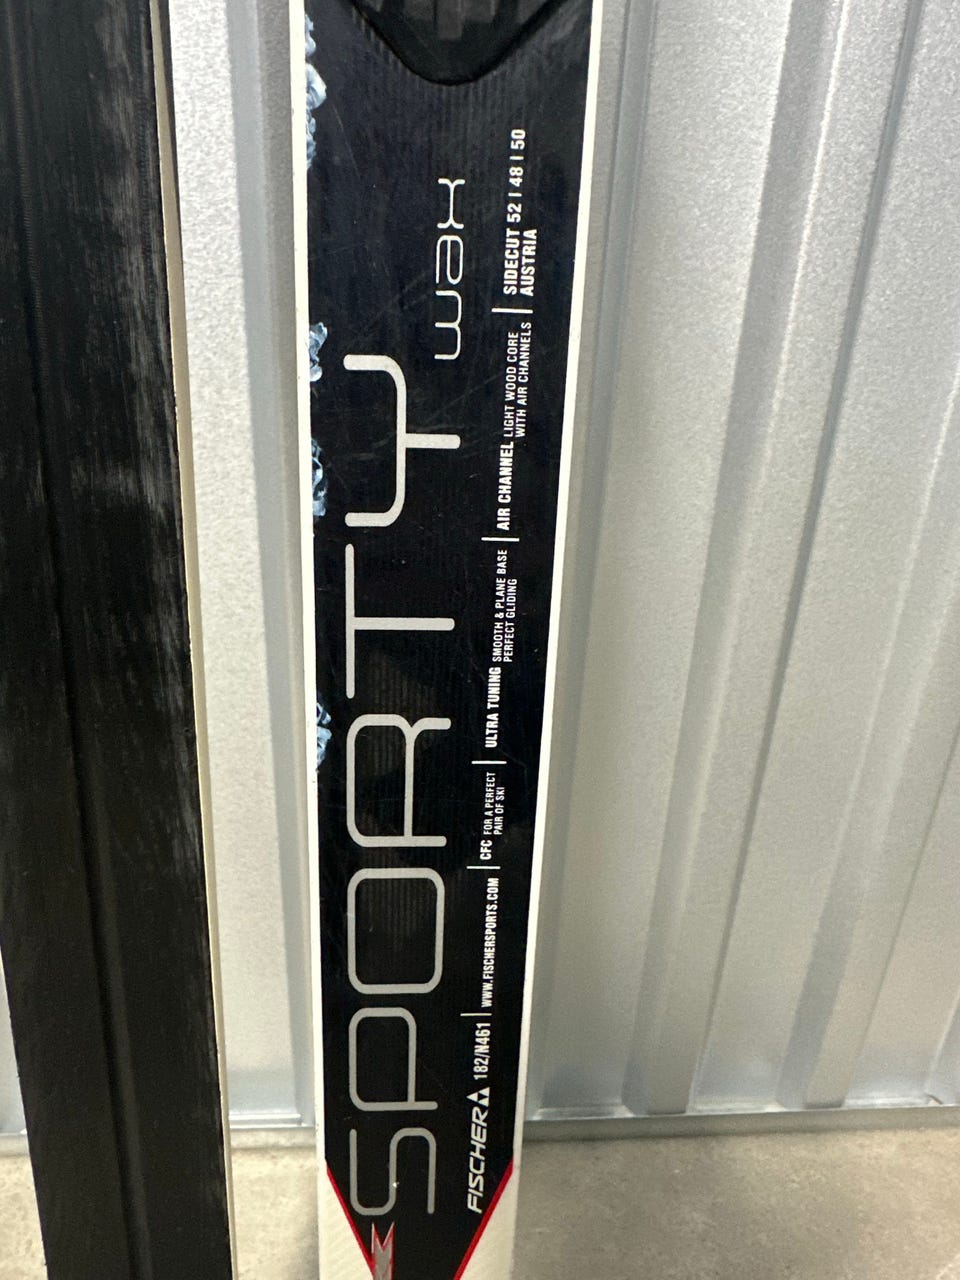 SPORTY
wax
FISCHER 182/N461 | WWW.FISCHERSPORTS.COM | CFC FOR A PERFECT
PAIR OF SKI | ULTRA TUNING SMOOTH & PLANE BASE
PERFECT GLIDING | AIR CHANNEL LIGHT WOOD CORE
WITH AIR CHANNELS | SIDECUT 52 | 48 | 50
AUSTRIA